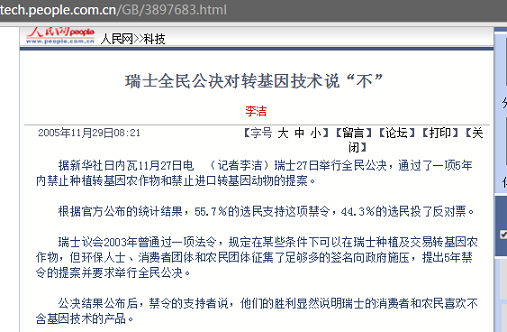 tech.people.com.cn/GB/3897683.html
人民网people
www.people.com.cn
人民网>>科技
瑞士全民公决对转基因技术说“不”
李洁
2005年11月29日08:21 【字号 大 中 小】【留言】【论坛】【打印】【关
闭】
据新华社日内瓦11月27日电 （记者李洁）瑞士27日举行全民公决，通过了一项5年
内禁止种植转基因农作物和禁止进口转基因动物的提案。
根据官方公布的统计结果，55.7%的选民支持这项禁令，44.3%的选民投了反对票。
瑞士议会2003年曾通过一项法令，规定在某些条件下可以在瑞士种植及交易转基因农
作物，但环保人士、消费者团体和农民团体征集了足够多的签名向政府施压，提出5年禁
令的提案并要求举行全民公决。
公决结果公布后，禁令的支持者说，他们的胜利显然说明瑞士的消费者和农民喜欢不
含基因技术的产品。